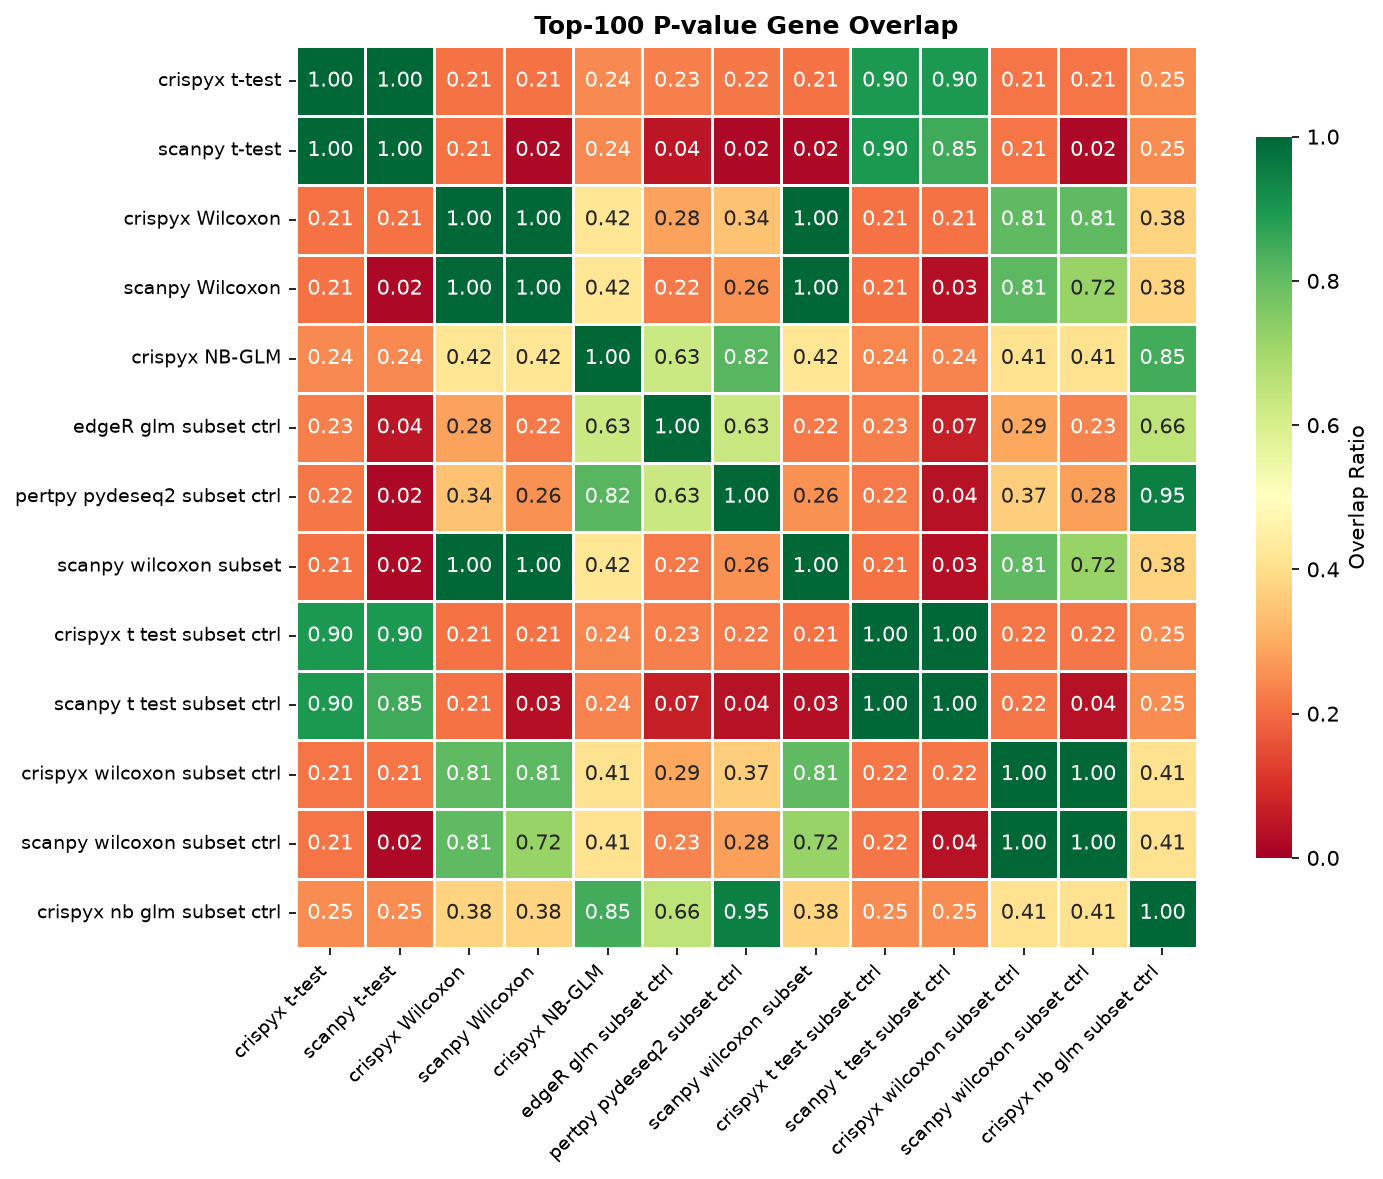 Top-100 P-value Gene Overlap
crispyx t-test 1.00 1.00 0.21 0.21 0.24 0.23 0.22 0.21 0.90 0.90 0.21 0.21 0.25
scanpy t-test 1.00 1.00 0.21 0.02 0.24 0.04 0.02 0.02 0.90 0.85 0.21 0.02 0.25
crispyx Wilcoxon 0.21 0.21 1.00 1.00 0.42 0.28 0.34 1.00 0.21 0.21 0.81 0.81 0.38
scanpy Wilcoxon 0.21 0.02 1.00 1.00 0.42 0.22 0.26 1.00 0.21 0.03 0.81 0.72 0.38
crispyx NB-GLM 0.24 0.24 0.42 0.42 1.00 0.63 0.82 0.42 0.24 0.24 0.41 0.41 0.85
edgeR glm subset ctrl 0.23 0.04 0.28 0.22 0.63 1.00 0.63 0.22 0.23 0.07 0.29 0.23 0.66
pertpy pydeseq2 subset ctrl 0.22 0.02 0.34 0.26 0.82 0.63 1.00 0.26 0.22 0.04 0.37 0.28 0.95
scanpy wilcoxon subset 0.21 0.02 1.00 1.00 0.42 0.22 0.26 1.00 0.21 0.03 0.81 0.72 0.38
crispyx t test subset ctrl 0.90 0.90 0.21 0.21 0.24 0.23 0.22 0.21 1.00 1.00 0.22 0.22 0.25
scanpy t test subset ctrl 0.90 0.85 0.21 0.03 0.24 0.07 0.04 0.03 1.00 1.00 0.22 0.04 0.25
crispyx wilcoxon subset ctrl 0.21 0.21 0.81 0.81 0.41 0.29 0.37 0.81 0.22 0.22 1.00 1.00 0.41
scanpy wilcoxon subset ctrl 0.21 0.02 0.81 0.72 0.41 0.23 0.28 0.72 0.22 0.04 1.00 1.00 0.41
crispyx nb glm subset ctrl 0.25 0.25 0.38 0.38 0.85 0.66 0.95 0.38 0.25 0.25 0.41 0.41 1.00
crispyx t-test
scanpy t-test
crispyx Wilcoxon
scanpy Wilcoxon
crispyx NB-GLM
edgeR glm subset ctrl
pertpy pydeseq2 subset ctrl
scanpy wilcoxon subset
crispyx t test subset ctrl
scanpy t test subset ctrl
crispyx wilcoxon subset ctrl
scanpy wilcoxon subset ctrl
crispyx nb glm subset ctrl
1.0
0.8
0.6
0.4
0.2
0.0
Overlap Ratio